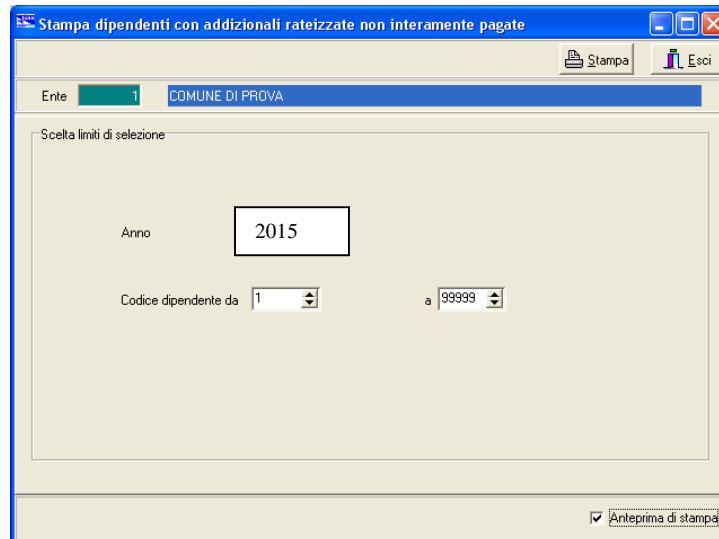 Stampa dipendenti con addizionali rateizzate non interamente pagate
Stampa Esci
Ente 1 COMUNE DI PROVA
Scelta limiti di selezione
Anno 2015
Codice dipendente da 1 a 99999
Anteprima di stampa